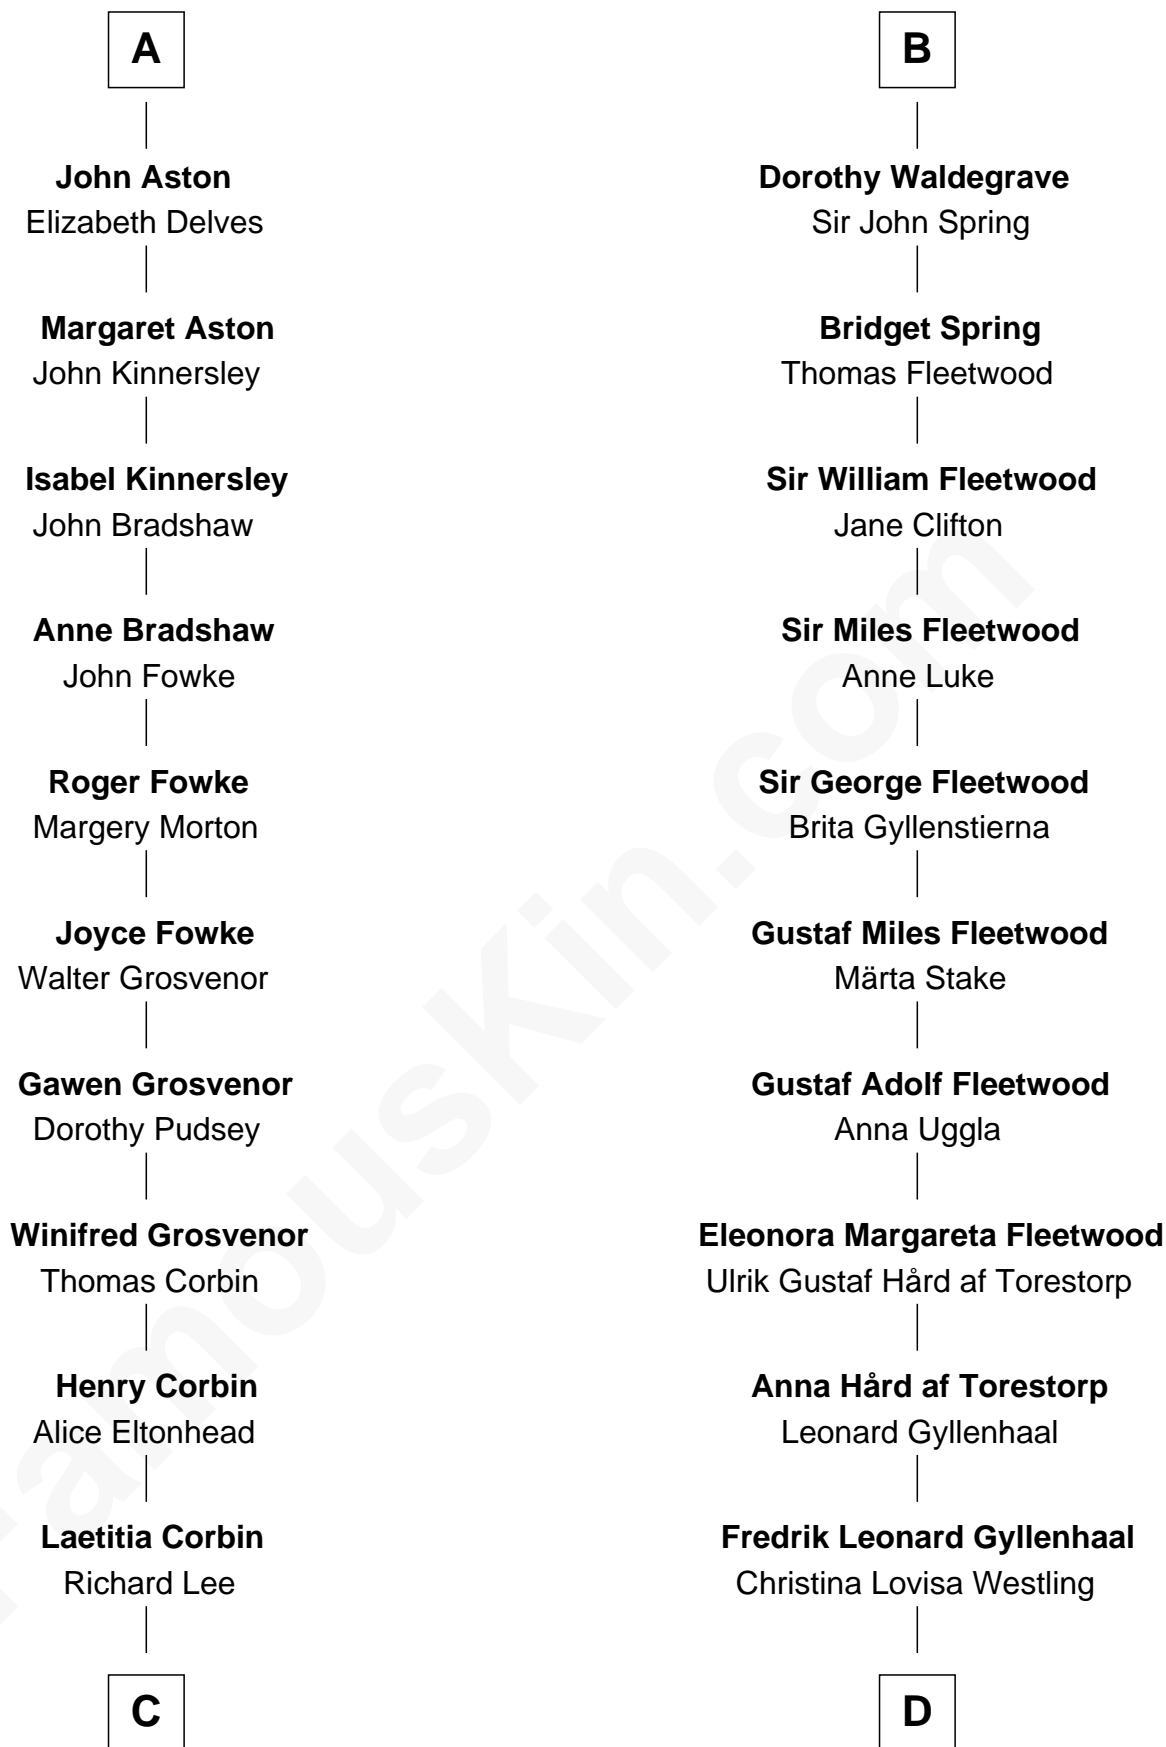 A
John Aston
Elizabeth Delves
Margaret Aston
John Kinnersley
Isabel Kinnersley
John Bradshaw
Anne Bradshaw
John Fowke
Roger Fowke
Margery Morton
Joyce Fowke
Walter Grosvenor
Gawen Grosvenor
Dorothy Pudsey
Winifred Grosvenor
Thomas Corbin
Henry Corbin
Alice Eltonhead
Laetitia Corbin
Richard Lee
C
B
Dorothy Waldegrave
Sir John Spring
Bridget Spring
Thomas Fleetwood
Sir William Fleetwood
Jane Clifton
Sir Miles Fleetwood
Anne Luke
Sir George Fleetwood
Brita Gyllenstierna
Gustaf Miles Fleetwood
Märta Stake
Gustaf Adolf Fleetwood
Anna Uggla
Eleonora Margareta Fleetwood
Ulrik Gustaf Hård af Torestorp
Anna Hård af Torestorp
Leonard Gyllenhaal
Fredrik Leonard Gyllenhaal
Christina Lovisa Westling
D
FamousKin.com